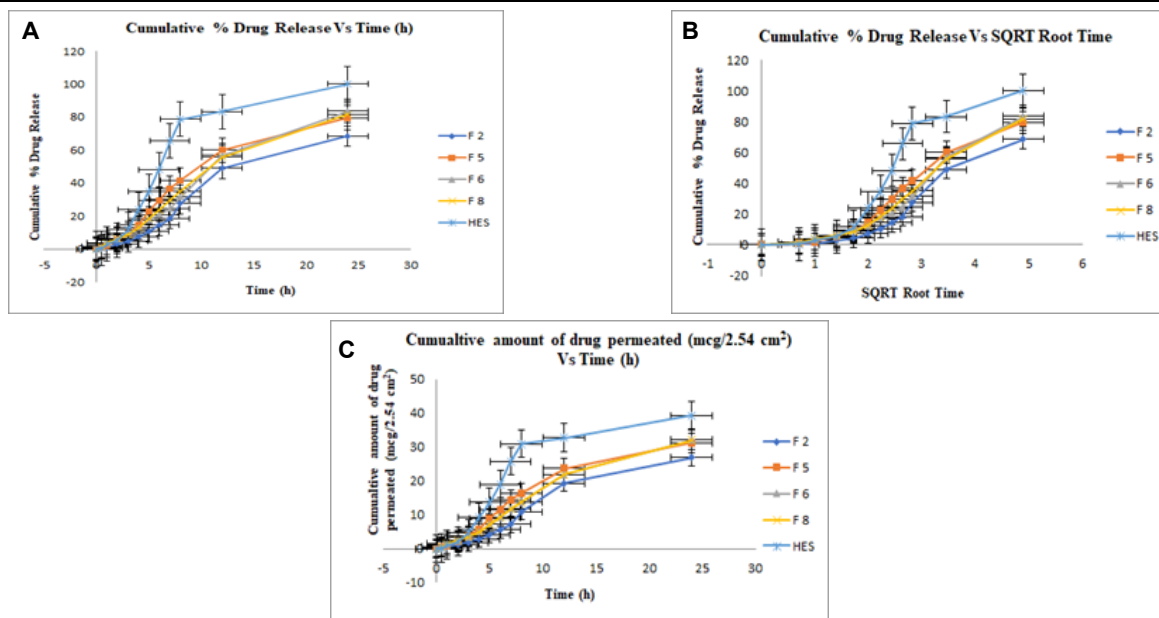 A
Cumulative % Drug Release Vs Time (h)
Cumulative % Drug Release
120
100
80
60
40
20
0
-20
-5
0
5
10
15
20
25
30
Time (h)
F 2
F 5
F 6
F 8
HES
B
Cumulative % Drug Release Vs SQRT Root Time
Cumulative % Drug Release
120
100
80
60
40
20
0
-20
-1
0
1
2
3
4
5
6
SQRT Root Time
F 2
F 5
F 6
F 8
HES
C
Cumualtive amount of drug permeated (mcg/2.54 cm²)
Vs Time (h)
Cumualtive amount of drug
permeated (mcg/2.54 cm²)
50
40
30
20
10
0
-10
-5
0
5
10
15
20
25
30
Time (h)
F 2
F 5
F 6
F 8
HES